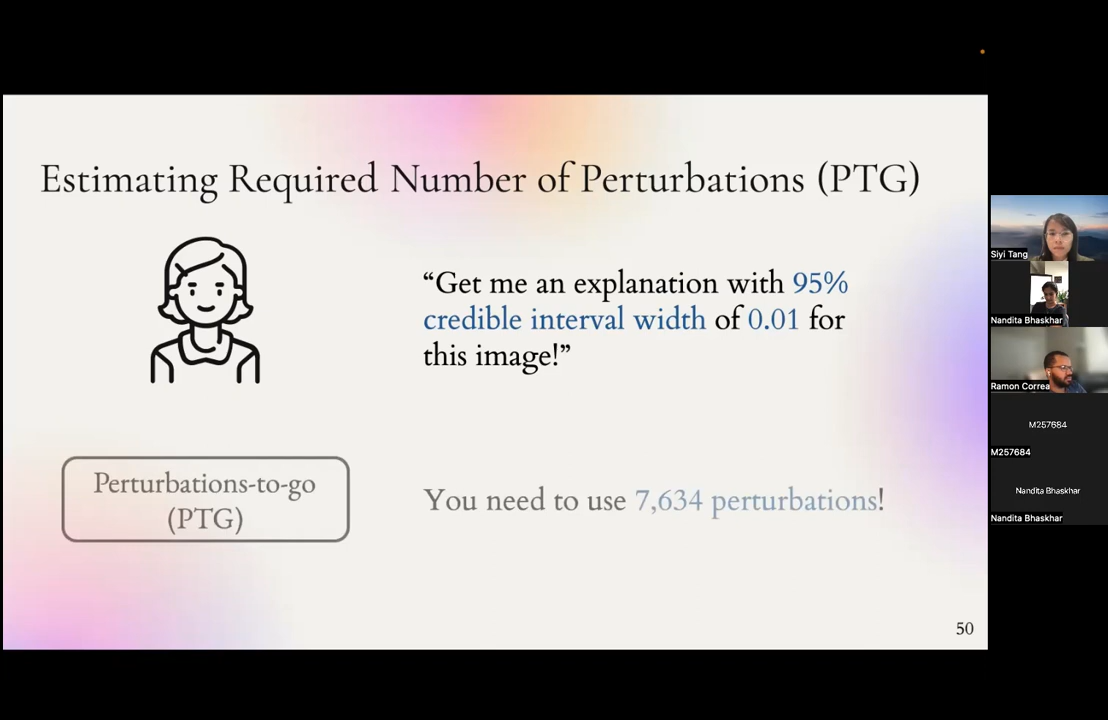 Estimating Required Number of Perturbations (PTG)
“Get me an explanation with 95%
credible interval width of 0.01 for
this image!”
Perturbations-to-go
(PTG)
You need to use 7,634 perturbations!
50
Siyi Tang
Nandita Bhaskhar
Ramon Correa
M257684
M257684
Nandita Bhaskhar
Nandita Bhaskhar